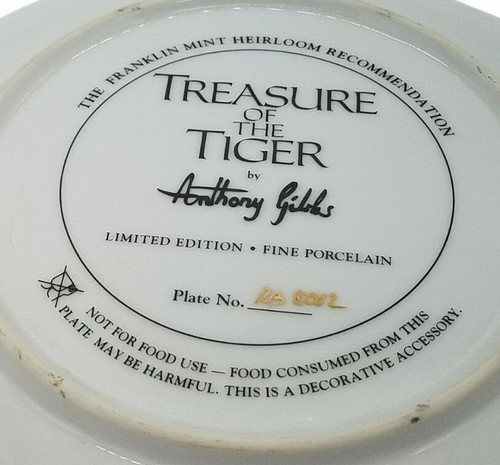 THE FRANKLIN MINT HEIRLOOM RECOMMENDATION
TREASURE
OF
THE
TIGER
by
Anthony Gibbs
LIMITED EDITION • FINE PORCELAIN
Plate No.
NOT FOR FOOD USE — FOOD CONSUMED FROM THIS
PLATE MAY BE HARMFUL. THIS IS A DECORATIVE ACCESSORY.